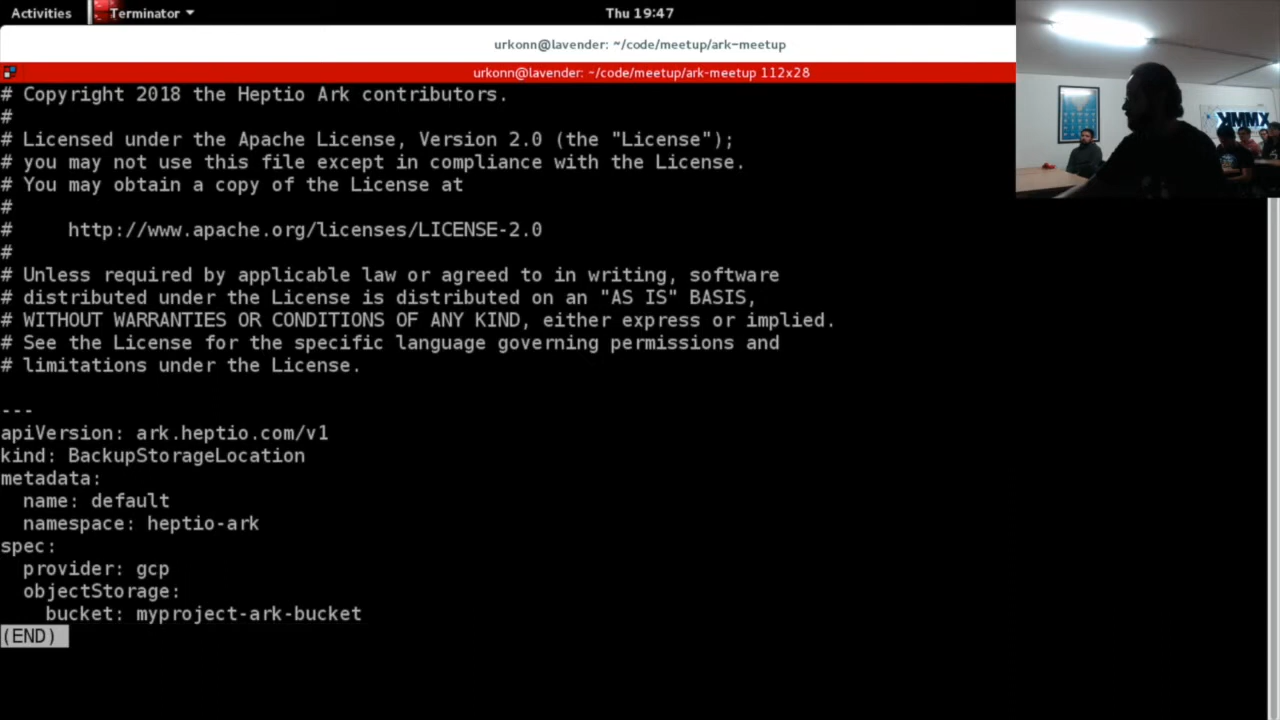 Activities
Terminator
Thu 19:47
urkonn@lavender: ~/code/meetup/ark-meetup
urkonn@lavender: ~/code/meetup/ark-meetup 112x28
# Copyright 2018 the Heptio Ark contributors.
#
# Licensed under the Apache License, Version 2.0 (the "License");
# you may not use this file except in compliance with the License.
# You may obtain a copy of the License at
#
#     http://www.apache.org/licenses/LICENSE-2.0
#
# Unless required by applicable law or agreed to in writing, software
# distributed under the License is distributed on an "AS IS" BASIS,
# WITHOUT WARRANTIES OR CONDITIONS OF ANY KIND, either express or implied.
# See the License for the specific language governing permissions and
# limitations under the License.
---
apiVersion: ark.heptio.com/v1
kind: BackupStorageLocation
metadata:
  name: default
  namespace: heptio-ark
spec:
  provider: gcp
  objectStorage:
    bucket: myproject-ark-bucket
(END)